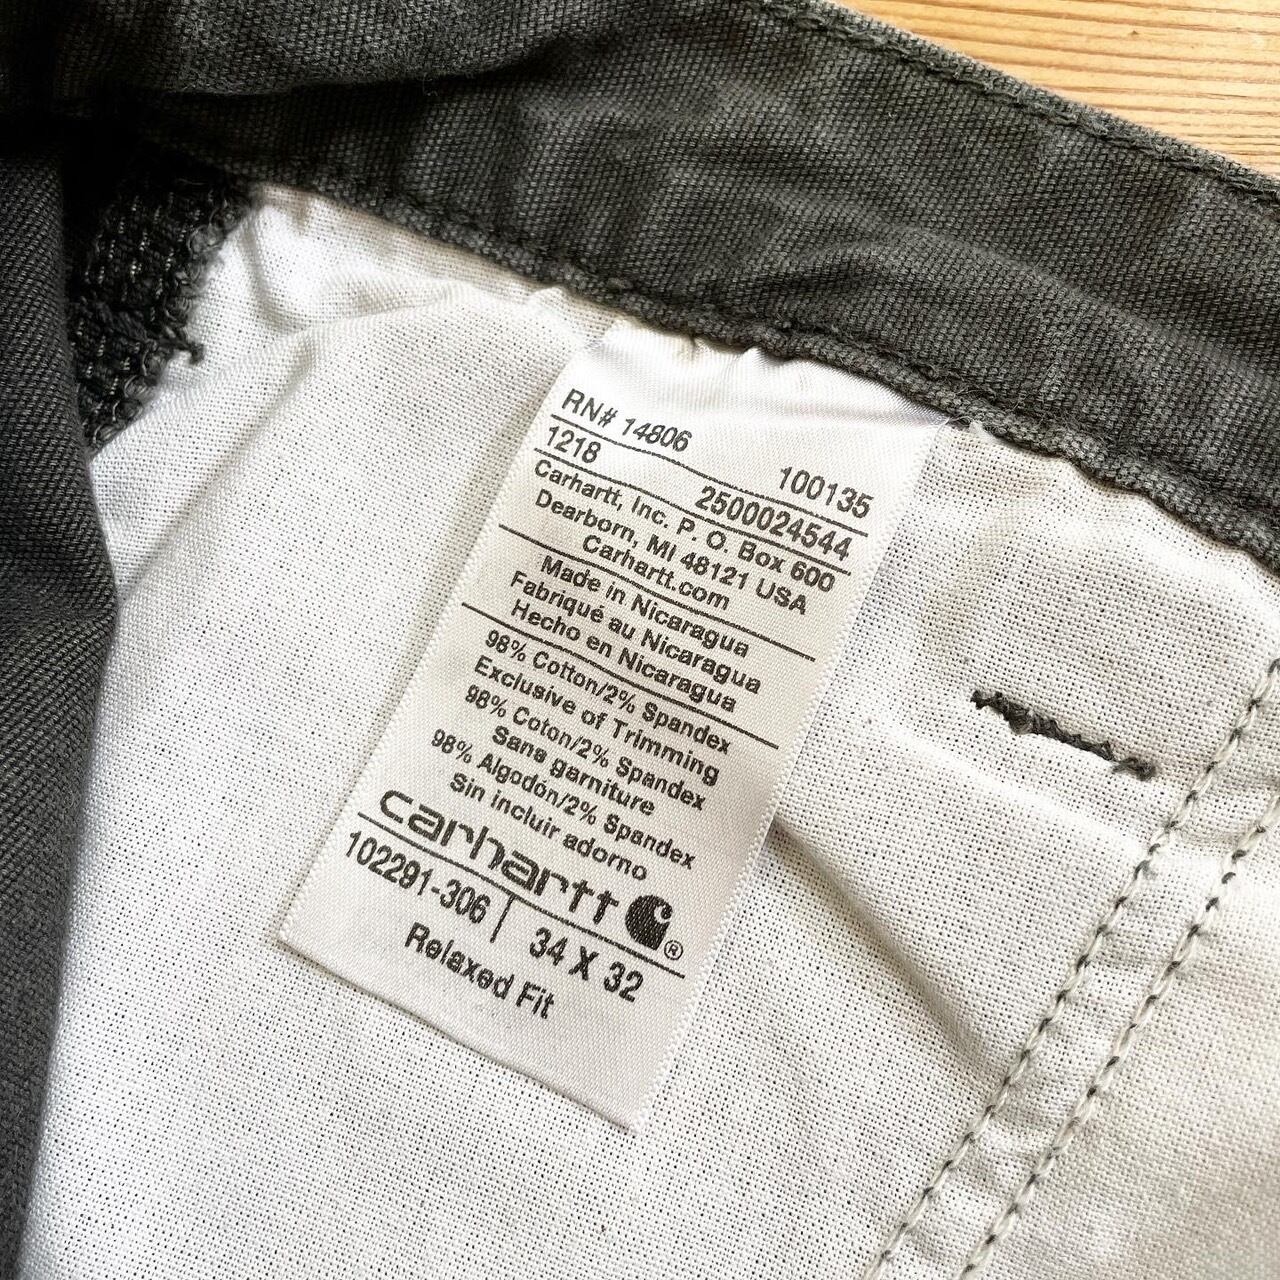 RN# 14806
100135
1218
2500024544
Carhartt, Inc. P. O. Box 600
Dearborn, MI 48121 USA
Carhartt.com
Made in Nicaragua
Fabriqué au Nicaragua
Hecho en Nicaragua
98% Cotton/2% Spandex
Exclusive of Trimming
98% Coton/2% Spandex
Sans garniture
98% Algodón/2% Spandex
Sin incluir adorno
carhartt ®
102291-306 | 34 X 32
Relaxed Fit